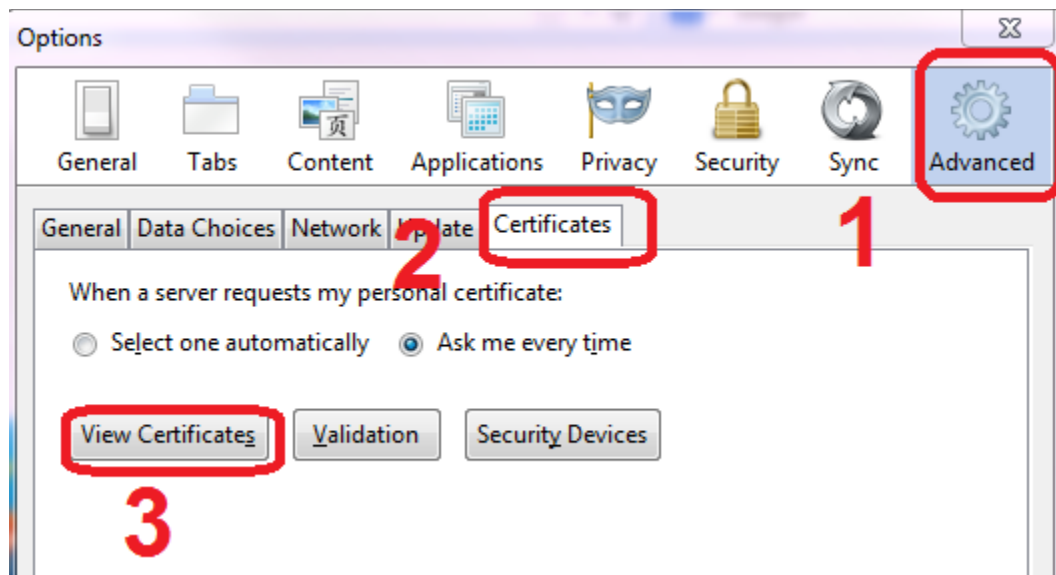 Options
页
General Tabs Content Applications Privacy Security Sync Advanced
1
General Data Choices Network Update Certificates
2
When a server requests my personal certificate:
Select one automatically Ask me every time
View Certificates Validation Security Devices
3